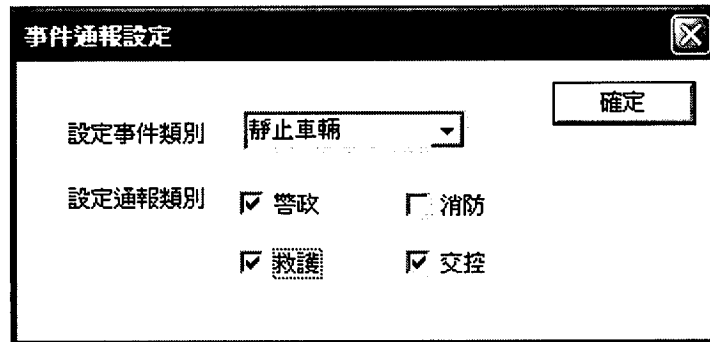 事件通報設定
確定
設定事件類別 靜止車輛
設定通報類別 警政 消防
救護 交控